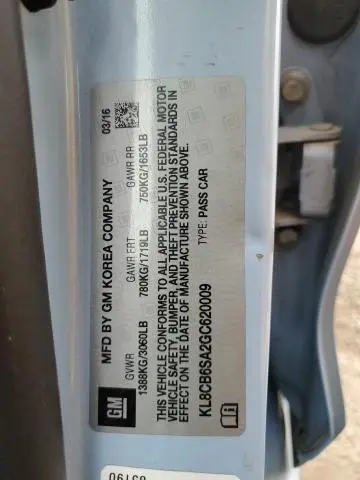 MFD BY GM KOREA COMPANY 03/16
GVWR GAWR FRT GAWR RR
1388KG/3060LB 780KG/1719LB 750KG/1653LB
THIS VEHICLE CONFORMS TO ALL APPLICABLE U.S. FEDERAL MOTOR
VEHICLE SAFETY, BUMPER, AND THEFT PREVENTION STANDARDS IN
EFFECT ON THE DATE OF MANUFACTURE SHOWN ABOVE.
TYPE: PASS CAR
KL8CB6SA2GC620009
GM